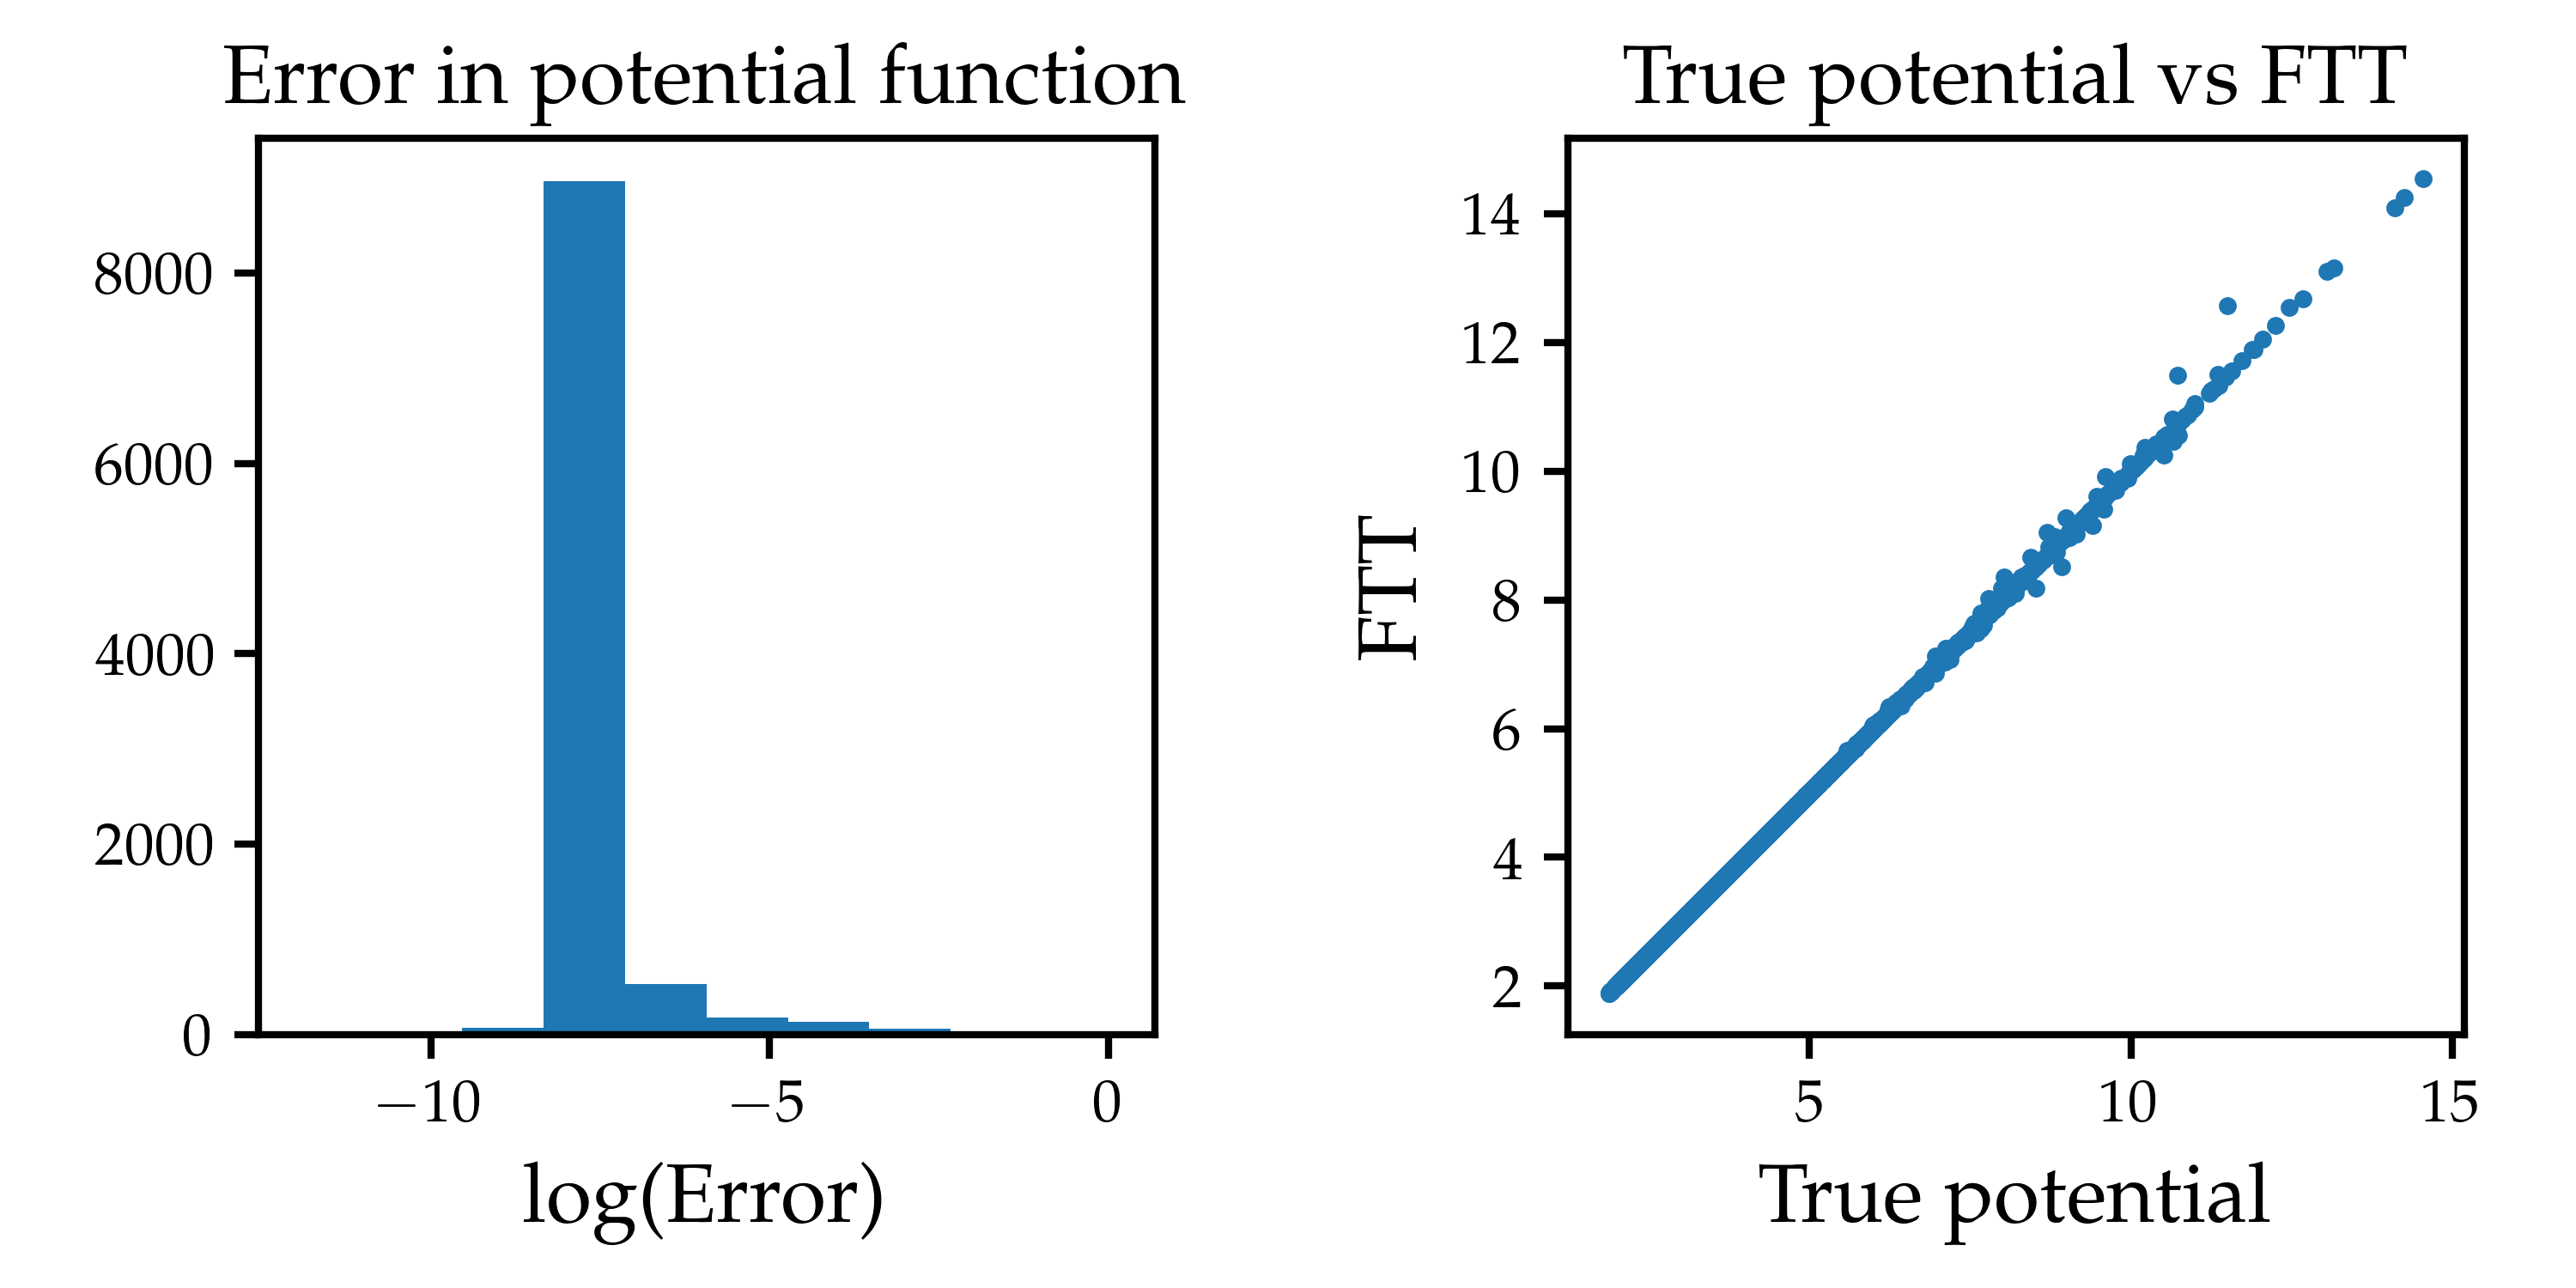 Error in potential function
8000
6000
4000
2000
0
−10 −5 0
log(Error)
True potential vs FTT
14
12
10
8
6
4
2
FTT
5 10 15
True potential